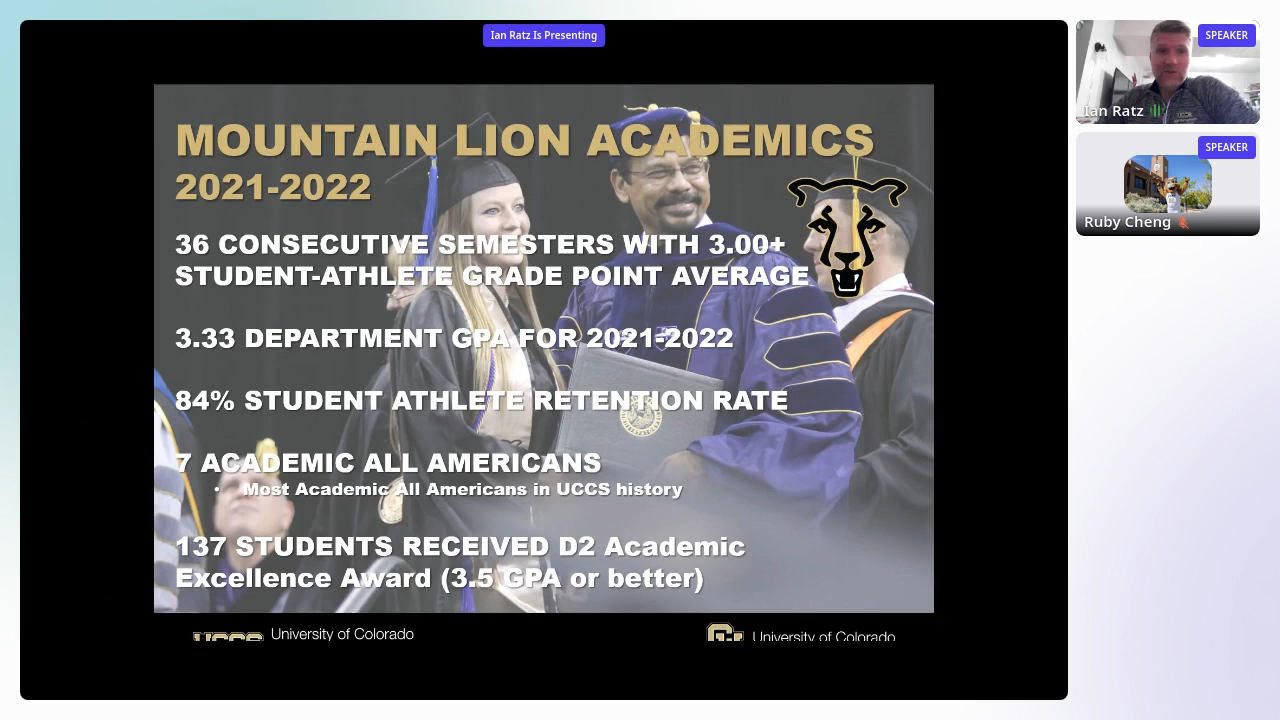 Ian Ratz Is Presenting
SPEAKER
Ian Ratz
SPEAKER
Ruby Cheng
MOUNTAIN LION ACADEMICS
2021-2022
36 CONSECUTIVE SEMESTERS WITH 3.00+
STUDENT-ATHLETE GRADE POINT AVERAGE
3.33 DEPARTMENT GPA FOR 2021-2022
84% STUDENT ATHLETE RETENTION RATE
7 ACADEMIC ALL AMERICANS
• Most Academic All Americans in UCCS history
137 STUDENTS RECEIVED D2 Academic
Excellence Award (3.5 GPA or better)
UCCS University of Colorado
University of Colorado